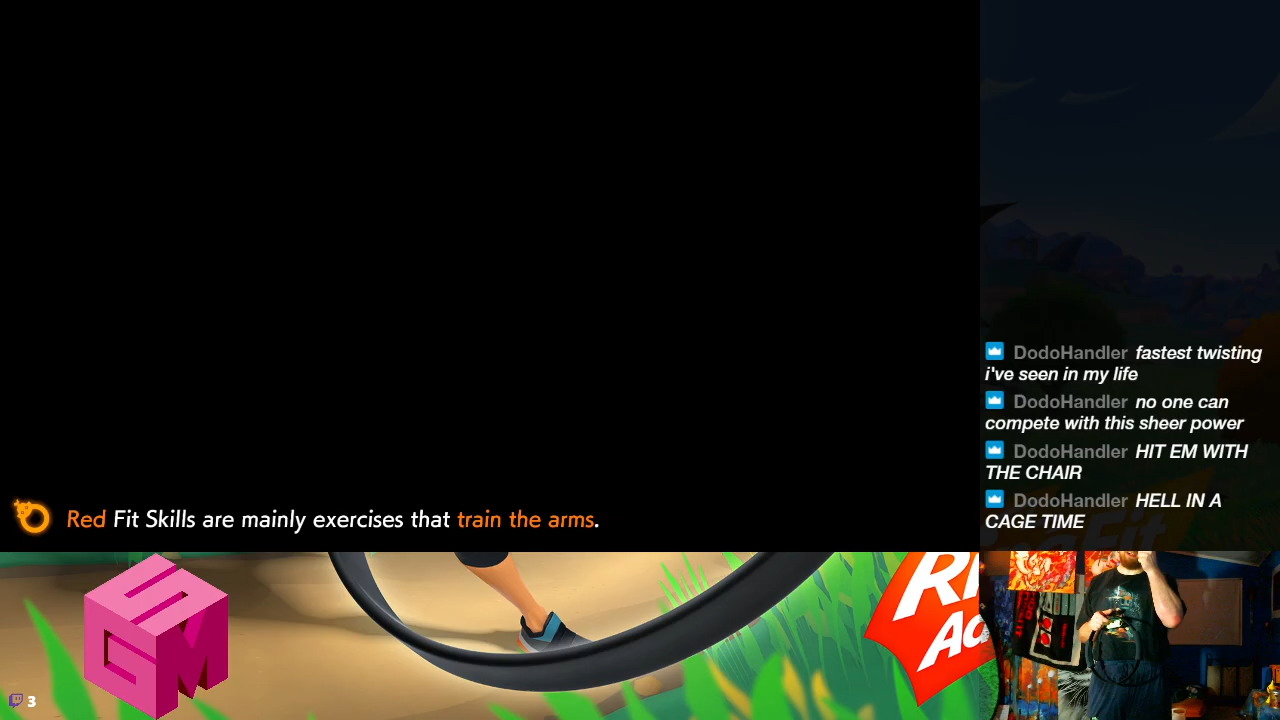 DodoHandler fastest twisting
i've seen in my life
DodoHandler no one can
compete with this sheer power
DodoHandler HIT EM WITH
THE CHAIR
DodoHandler HELL IN A
CAGE TIME
Red Fit Skills are mainly exercises that train the arms.
SGM
3